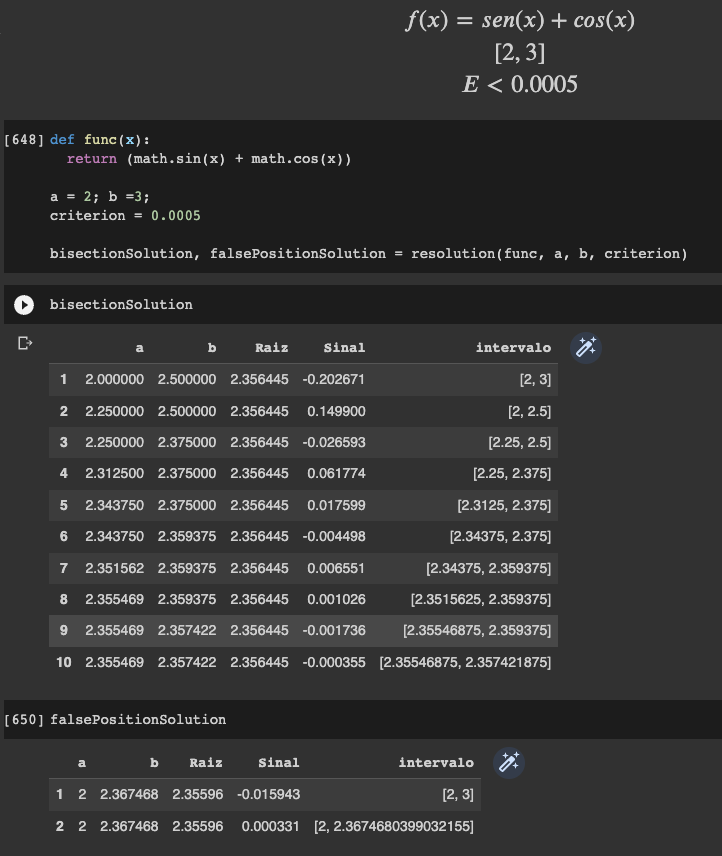 f(x) = sen(x) + cos(x)
[2, 3]
E < 0.0005
[648] def func(x):
return (math.sin(x) + math.cos(x))
a = 2; b =3;
criterion = 0.0005
bisectionSolution, falsePositionSolution = resolution(func, a, b, criterion)
bisectionSolution
a b Raiz Sinal intervalo
1 2.000000 2.500000 2.356445 -0.202671 [2, 3]
2 2.250000 2.500000 2.356445 0.149900 [2, 2.5]
3 2.250000 2.375000 2.356445 -0.026593 [2.25, 2.5]
4 2.312500 2.375000 2.356445 0.061774 [2.25, 2.375]
5 2.343750 2.375000 2.356445 0.017599 [2.3125, 2.375]
6 2.343750 2.359375 2.356445 -0.004498 [2.34375, 2.375]
7 2.351562 2.359375 2.356445 0.006551 [2.34375, 2.359375]
8 2.355469 2.359375 2.356445 0.001026 [2.3515625, 2.359375]
9 2.355469 2.357422 2.356445 -0.001736 [2.35546875, 2.359375]
10 2.355469 2.357422 2.356445 -0.000355 [2.35546875, 2.357421875]
[650] falsePositionSolution
a b Raiz Sinal intervalo
1 2 2.367468 2.35596 -0.015943 [2, 3]
2 2 2.367468 2.35596 0.000331 [2, 2.3674680399032155]